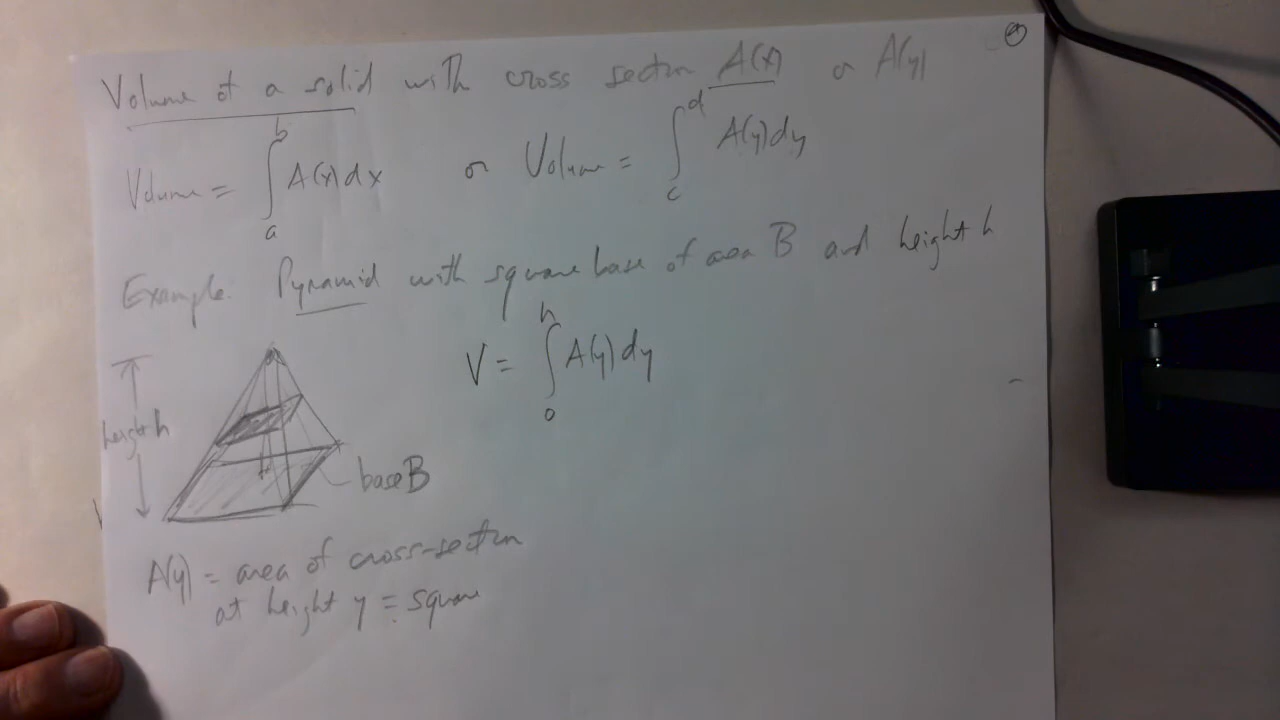 Volume of a solid with cross section A(x) or A(y)
Volume = ∫_a^b A(x) dx or Volume = ∫_c^d A(y) dy
Example. Pyramid with square base of area B and height h
V = ∫_0^h A(y) dy
height h
base B
A(y) = area of cross-section
at height y = square